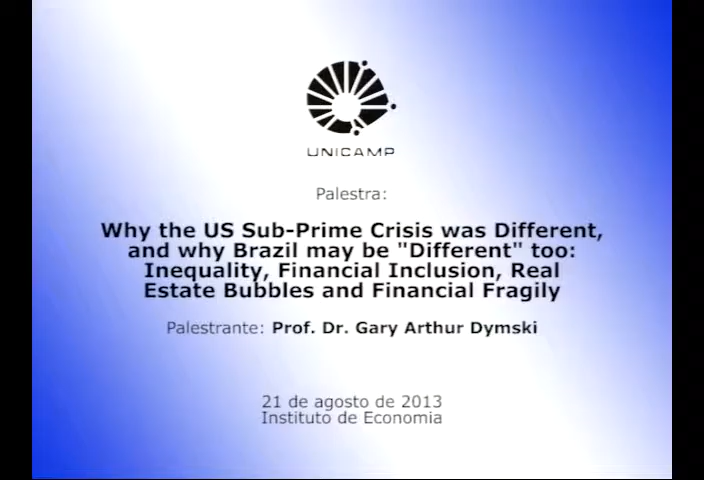 UNICAMP
Palestra:
Why the US Sub-Prime Crisis was Different,
and why Brazil may be "Different" too:
Inequality, Financial Inclusion, Real
Estate Bubbles and Financial Fragily
Palestrante: Prof. Dr. Gary Arthur Dymski
21 de agosto de 2013
Instituto de Economia